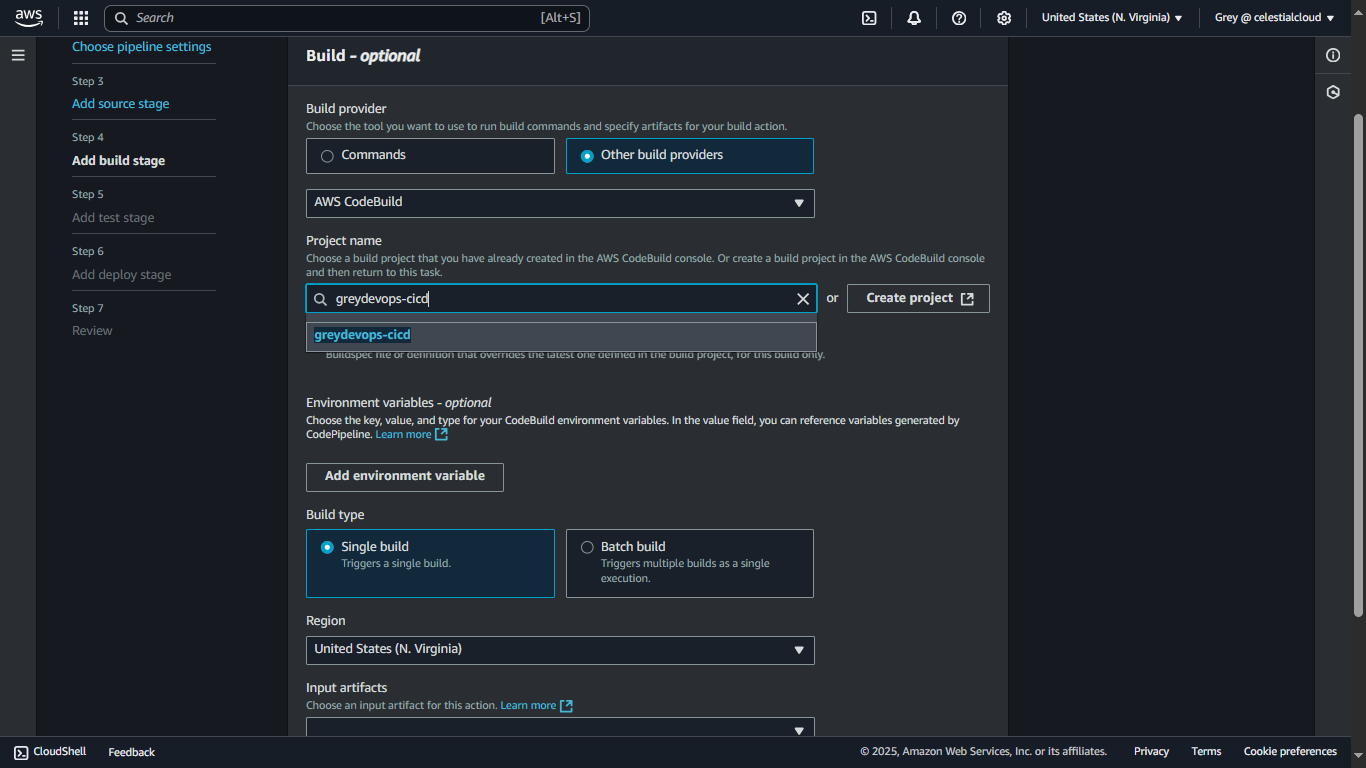 aws
Search [Alt+S]
United States (N. Virginia)
Grey @ celestialcloud
Choose pipeline settings
Step 3
Add source stage
Step 4
Add build stage
Step 5
Add test stage
Step 6
Add deploy stage
Step 7
Review
Build - optional
Build provider
Choose the tool you want to use to run build commands and specify artifacts for your build action.
Commands
Other build providers
AWS CodeBuild
Project name
Choose a build project that you have already created in the AWS CodeBuild console. Or create a build project in the AWS CodeBuild console
and then return to this task.
greydevops-cicd
or
Create project
greydevops-cicd
Buildspec file or definition that overrides the latest one defined in the build project, for this build only.
Environment variables - optional
Choose the key, value, and type for your CodeBuild environment variables. In the value field, you can reference variables generated by
CodePipeline. Learn more
Add environment variable
Build type
Single build
Triggers a single build.
Batch build
Triggers multiple builds as a single
execution.
Region
United States (N. Virginia)
Input artifacts
Choose an input artifact for this action. Learn more
CloudShell
Feedback
© 2025, Amazon Web Services, Inc. or its affiliates.
Privacy
Terms
Cookie preferences